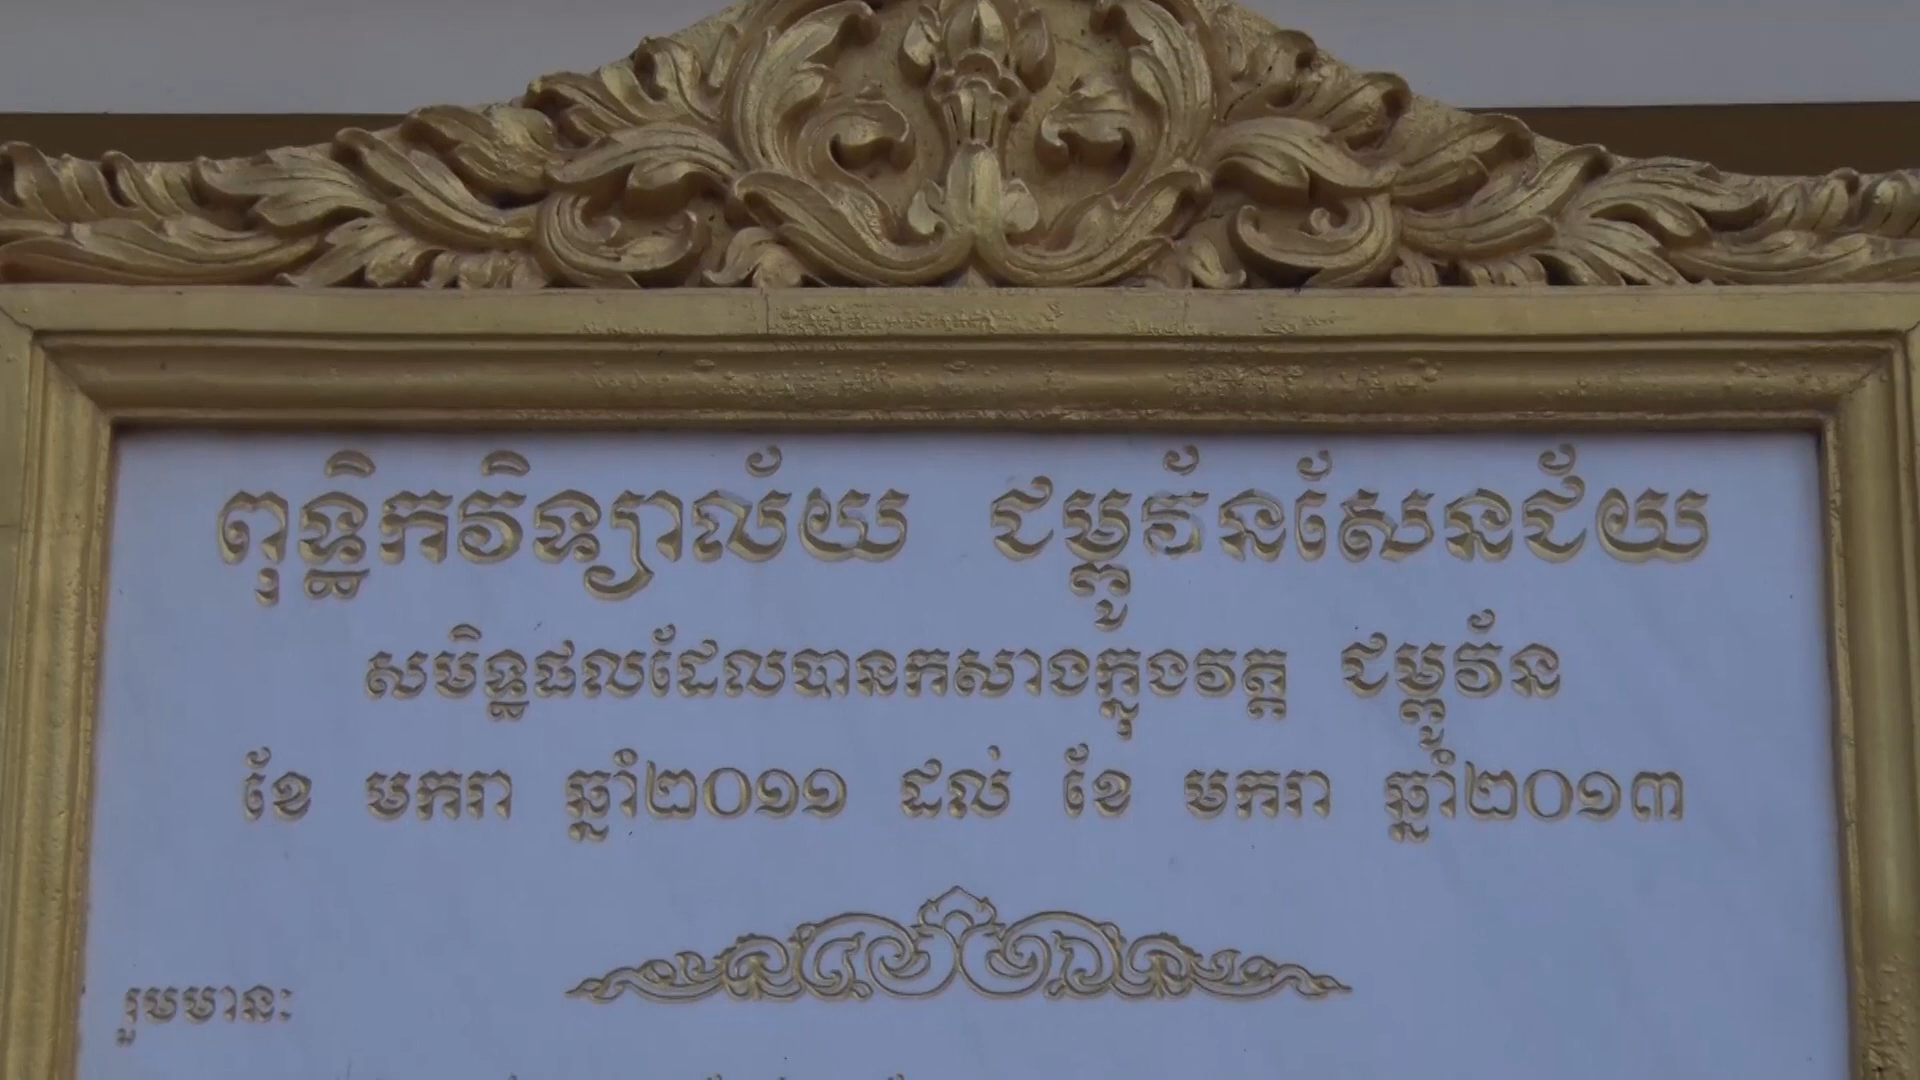 ពុទ្ធិកវិទ្យាល័យ ជម្ពូវ័នសែនជ័យ
សមិទ្ធផលដែលបានកសាងក្នុងវត្ត ជម្ពូវ័ន
ខែ មករា ឆ្នាំ២០១១ ដល់ ខែ មករា ឆ្នាំ២០១៣
រួមមានៈ